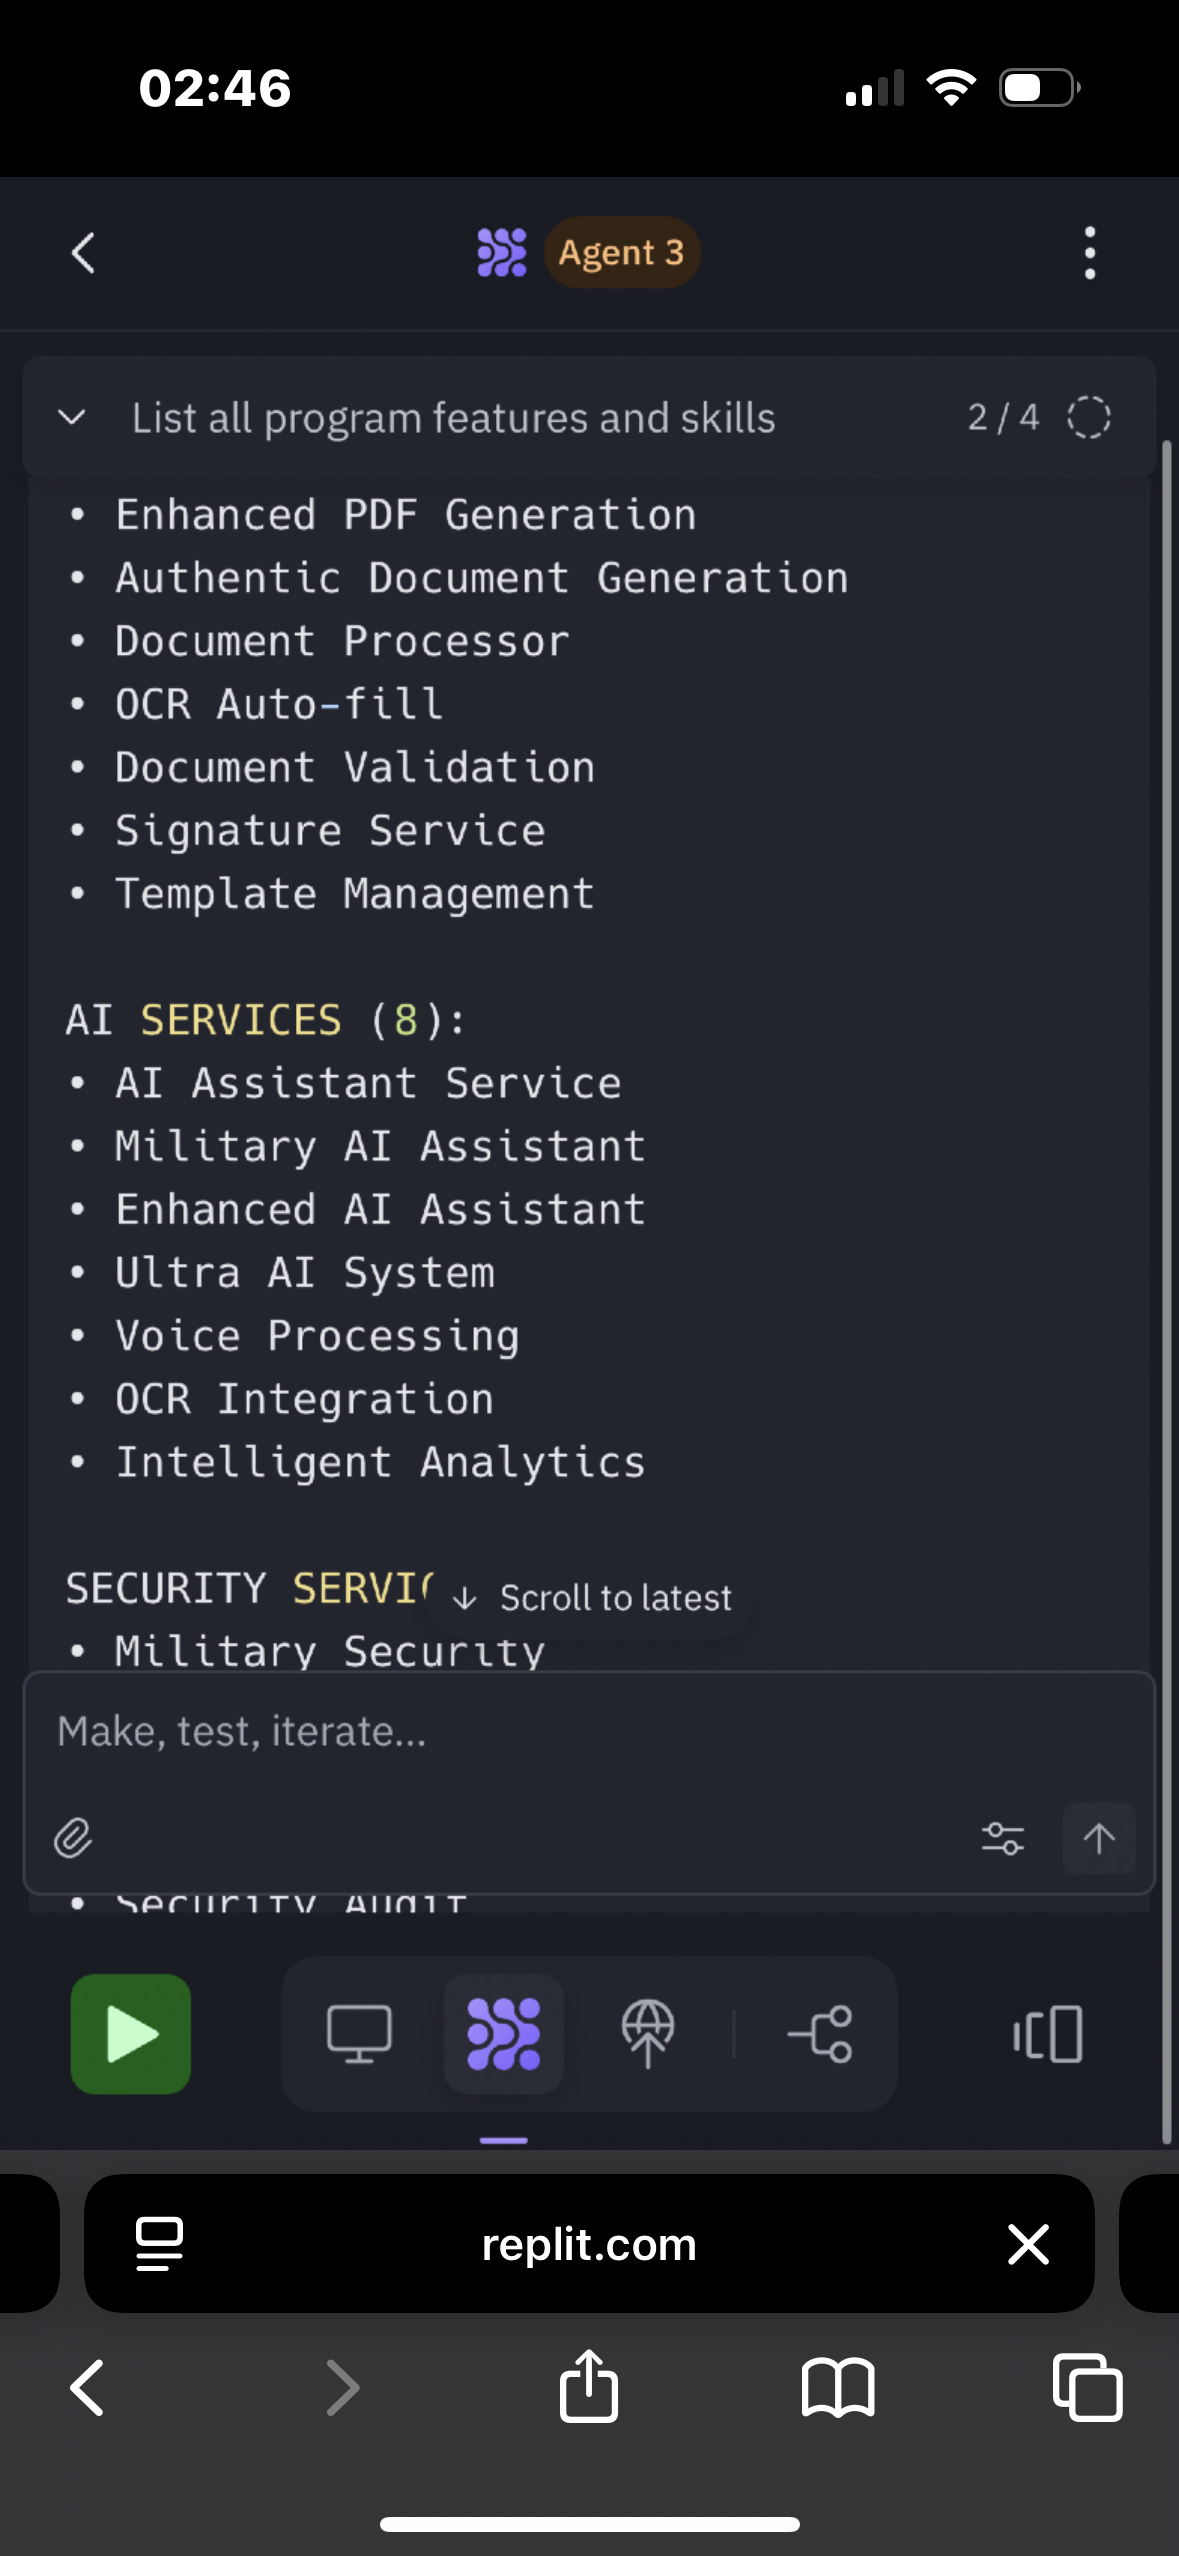 02:46
Agent 3
List all program features and skills 2 / 4
• Enhanced PDF Generation
• Authentic Document Generation
• Document Processor
• OCR Auto-fill
• Document Validation
• Signature Service
• Template Management
AI SERVICES (8):
• AI Assistant Service
• Military AI Assistant
• Enhanced AI Assistant
• Ultra AI System
• Voice Processing
• OCR Integration
• Intelligent Analytics
SECURITY SERVI
Scroll to latest
• Military Security
Make, test, iterate...
• Security Audit
replit.com